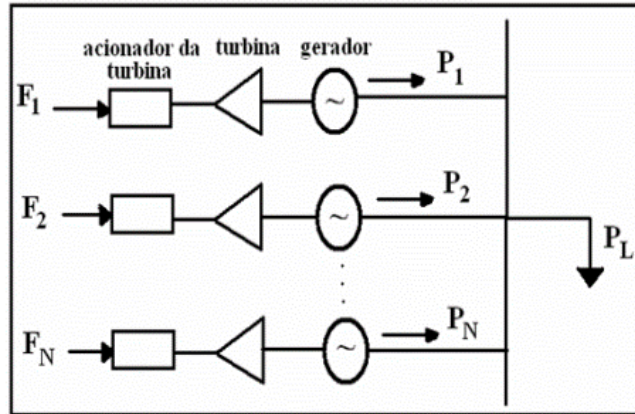 acionador da turbina gerador
turbina
F1
P1
F2
P2
PL
FN
PN